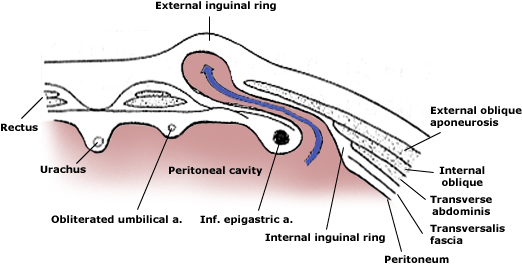 External inguinal ring
External oblique
aponeurosis
Rectus
Urachus
Peritoneal cavity
Internal
oblique
Obliterated umbilical a.
Inf. epigastric a.
Transverse
abdominis
Internal inguinal ring
Transversalis
fascia
Peritoneum